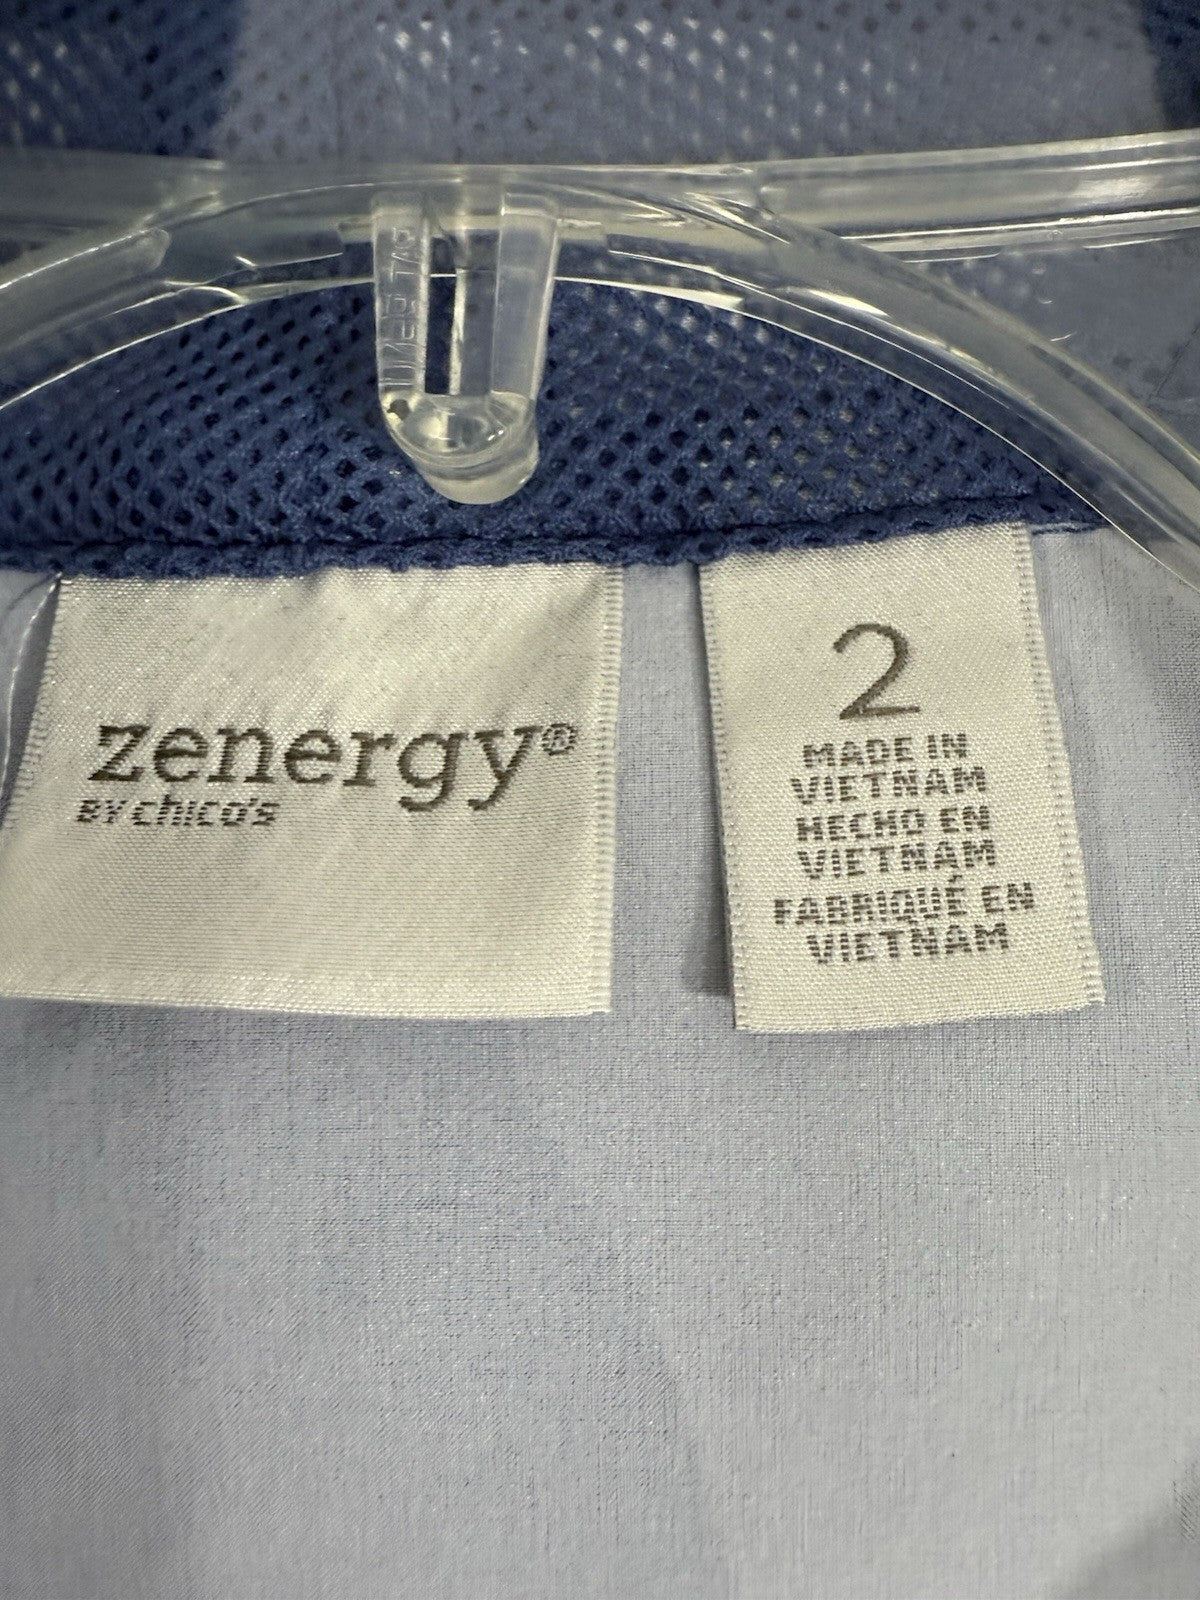 zenergy®
BY chico's
2
MADE IN
VIETNAM
HECHO EN
VIETNAM
FABRIQUÉ EN
VIETNAM